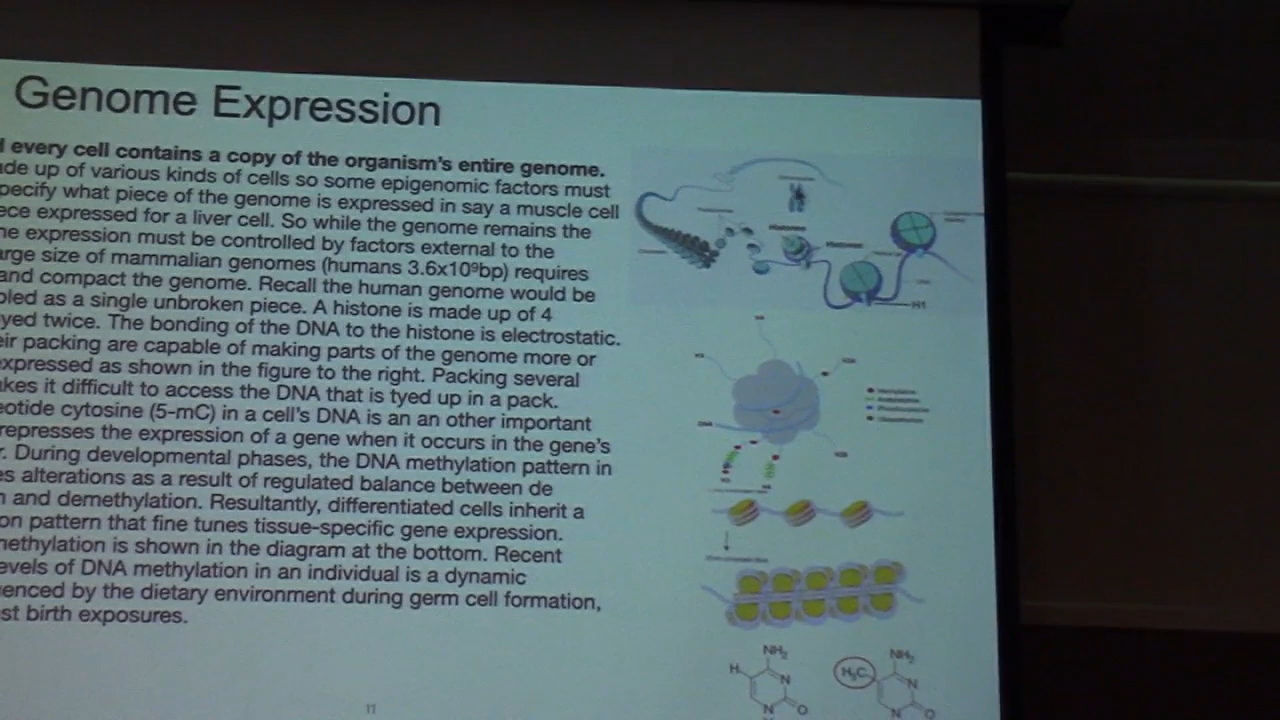 Genome Expression
every cell contains a copy of the organism's entire genome.
ade up of various kinds of cells so some epigenomic factors must
pecify what piece of the genome is expressed in say a muscle cell
ece expressed for a liver cell. So while the genome remains the
ne expression must be controlled by factors external to the
arge size of mammalian genomes (humans 3.6x10⁹bp) requires
and compact the genome. Recall the human genome would be
oled as a single unbroken piece. A histone is made up of 4
yed twice. The bonding of the DNA to the histone is electrostatic.
eir packing are capable of making parts of the genome more or
expressed as shown in the figure to the right. Packing several
akes it difficult to access the DNA that is tyed up in a pack.
eotide cytosine (5-mC) in a cell's DNA is an an other important
represses the expression of a gene when it occurs in the gene's
r. During developmental phases, the DNA methylation pattern in
es alterations as a result of regulated balance between de
n and demethylation. Resultantly, differentiated cells inherit a
on pattern that fine tunes tissue-specific gene expression.
methylation is shown in the diagram at the bottom. Recent
evels of DNA methylation in an individual is a dynamic
enced by the dietary environment during germ cell formation,
st birth exposures.
11
Histones
Histone
H1
NH₂
H
N
N
O
NH₂
H₃C
N
N
O